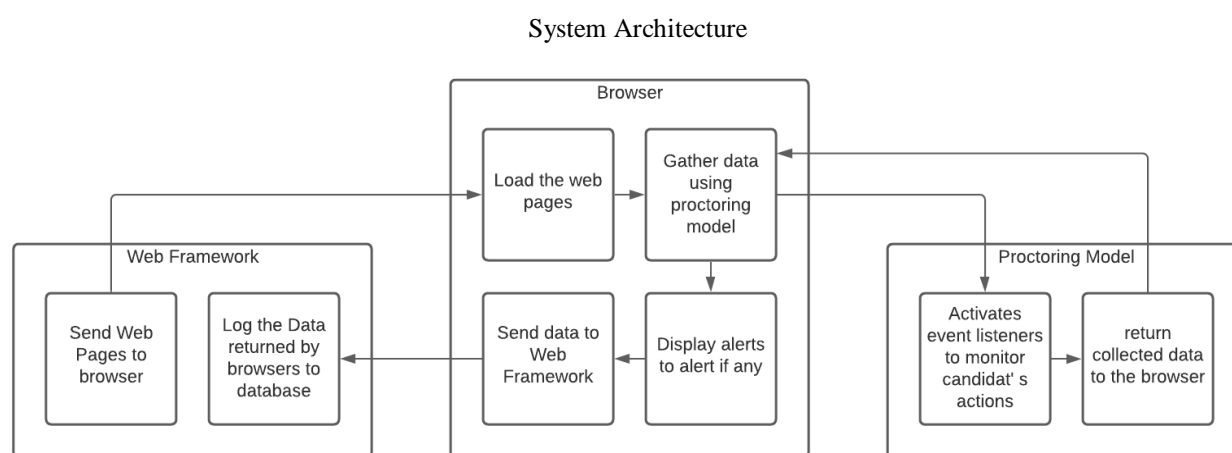 System Architecture
Browser
Load the web
pages
Gather data
using
proctoring
model
Web Framework
Send Web
Pages to
browser
Log the Data
returned by
browsers to
database
Send data to
Web
Framework
Display alerts
to alert if any
Proctoring Model
Activates
event listeners
to monitor
candidat' s
actions
return
collected data
to the browser